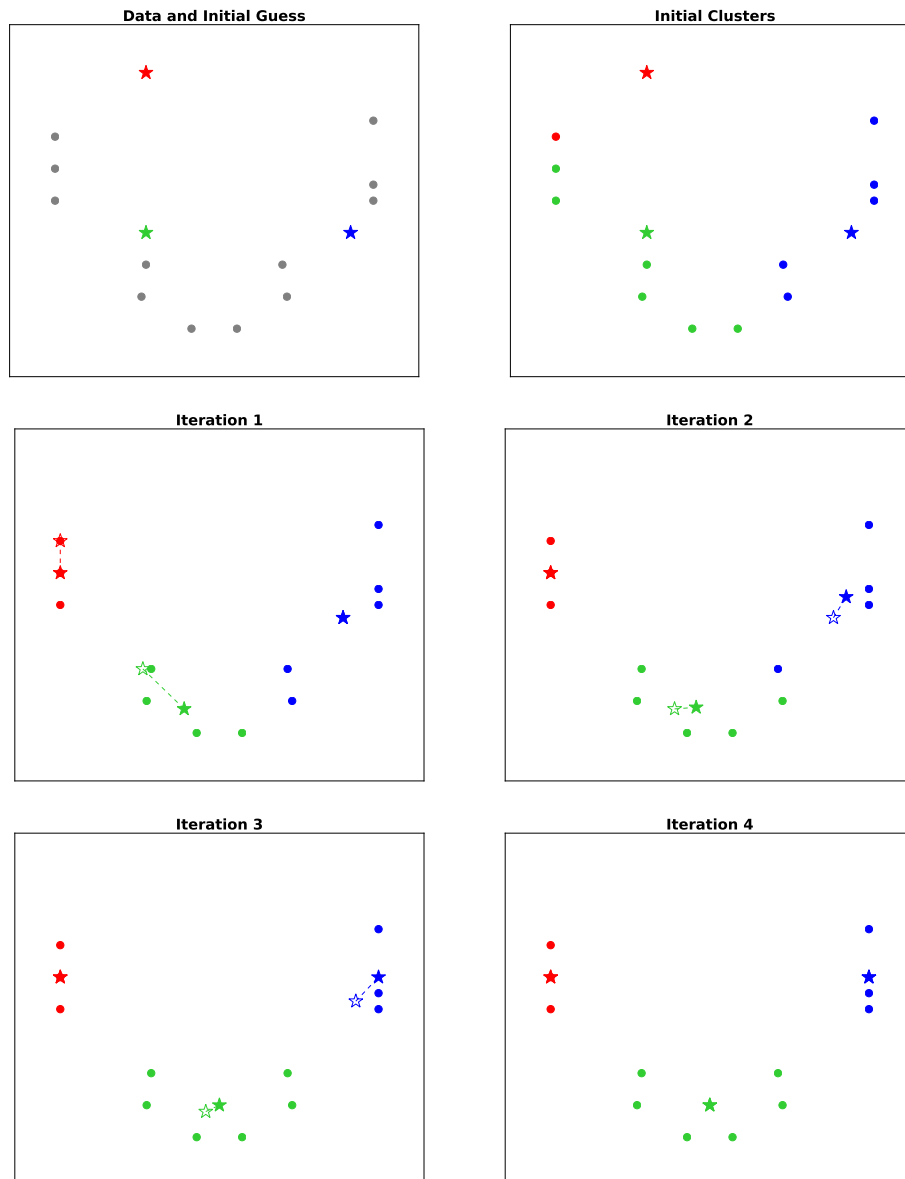 Data and Initial Guess
Initial Clusters
Iteration 1
Iteration 2
Iteration 3
Iteration 4